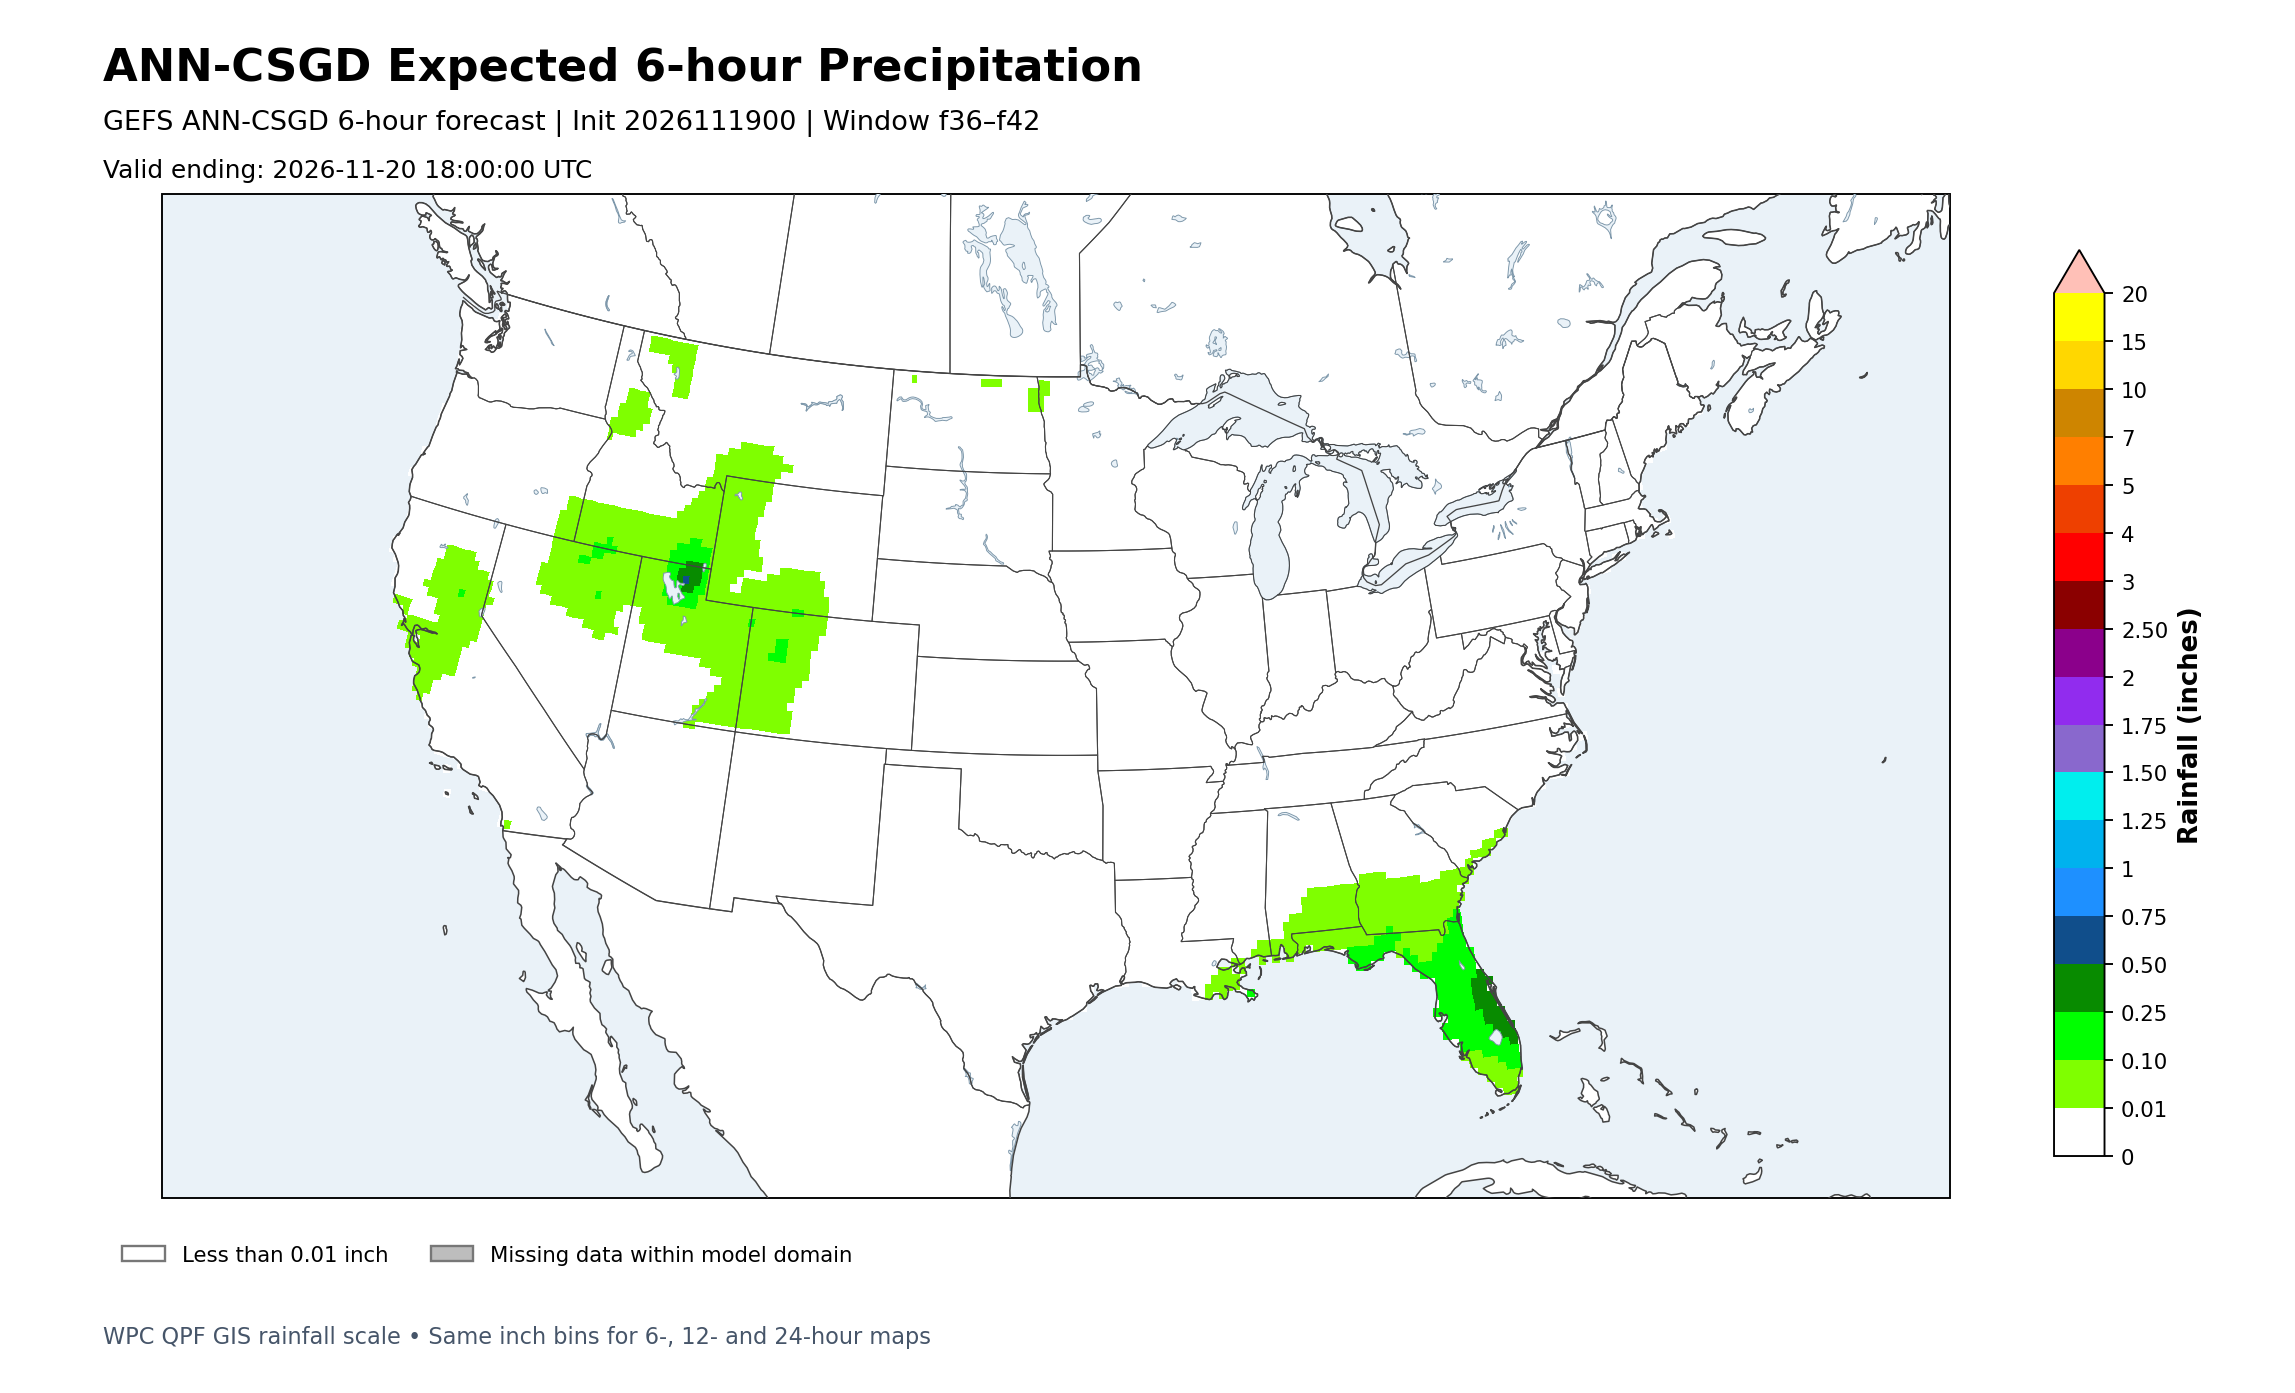 ANN-CSGD Expected 6-hour Precipitation
GEFS ANN-CSGD 6-hour forecast | Init 2026111900 | Window f36–f42
Valid ending: 2026-11-20 18:00:00 UTC
20
15
10
7
5
4
3
2.50
2
1.75
1.50
1.25
1
0.75
0.50
0.25
0.10
0.01
0
Rainfall (inches)
Less than 0.01 inch
Missing data within model domain
WPC QPF GIS rainfall scale • Same inch bins for 6-, 12- and 24-hour maps